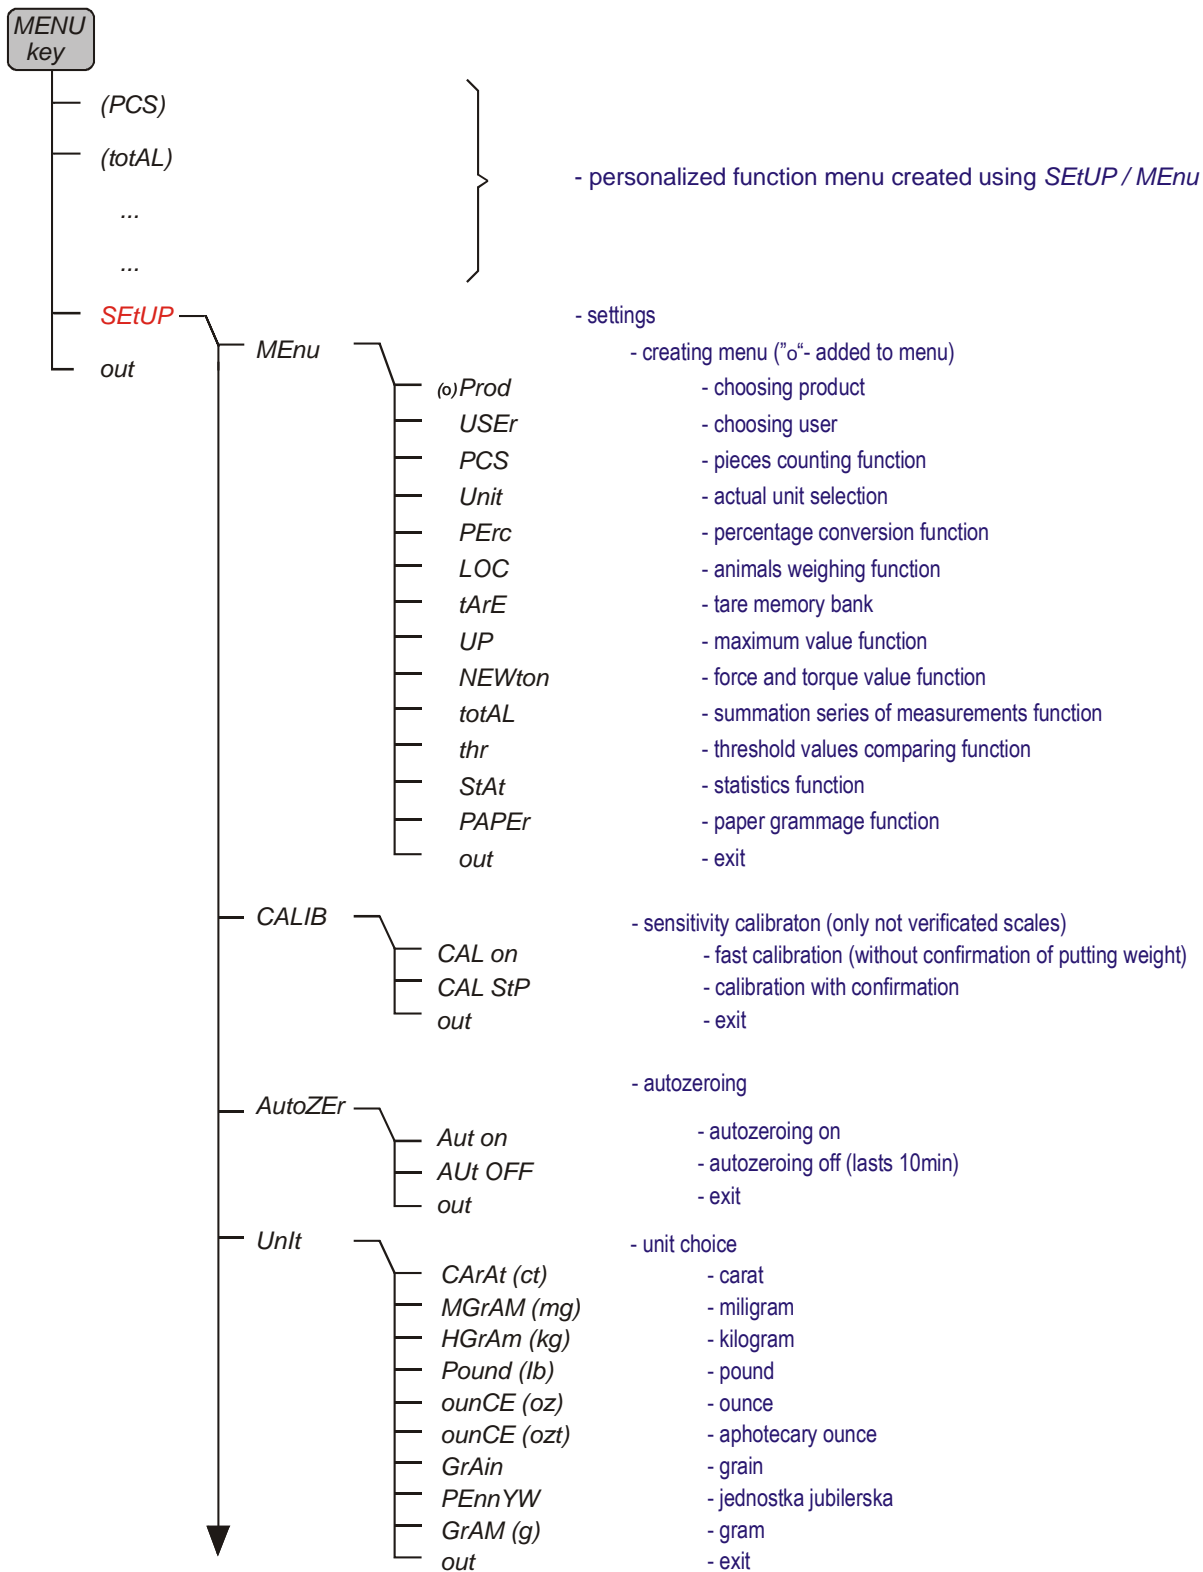 MENU
key
(PCS)
(totAL)
- personalized function menu created using SEtUP / MEnu
...
...
SEtUP - settings
MEnu - creating menu ("o“- added to menu)
out
(o) Prod - choosing product
USEr - choosing user
PCS - pieces counting function
Unit - actual unit selection
PErc - percentage conversion function
LOC - animals weighing function
tArE - tare memory bank
UP - maximum value function
NEWton - force and torque value function
totAL - summation series of measurements function
thr - threshold values comparing function
StAt - statistics function
PAPEr - paper grammage function
out - exit
CALIB - sensitivity calibraton (only not verificated scales)
CAL on - fast calibration (without confirmation of putting weight)
CAL StP - calibration with confirmation
out - exit
AutoZEr - autozeroing
Aut on - autozeroing on
AUt OFF - autozeroing off (lasts 10min)
out - exit
UnIt - unit choice
CArAt (ct) - carat
MGrAM (mg) - miligram
HGrAm (kg) - kilogram
Pound (lb) - pound
ounCE (oz) - ounce
ounCE (ozt) - aphotecary ounce
GrAin - grain
PEnnYW - jednostka jubilerska
GrAM (g) - gram
out - exit